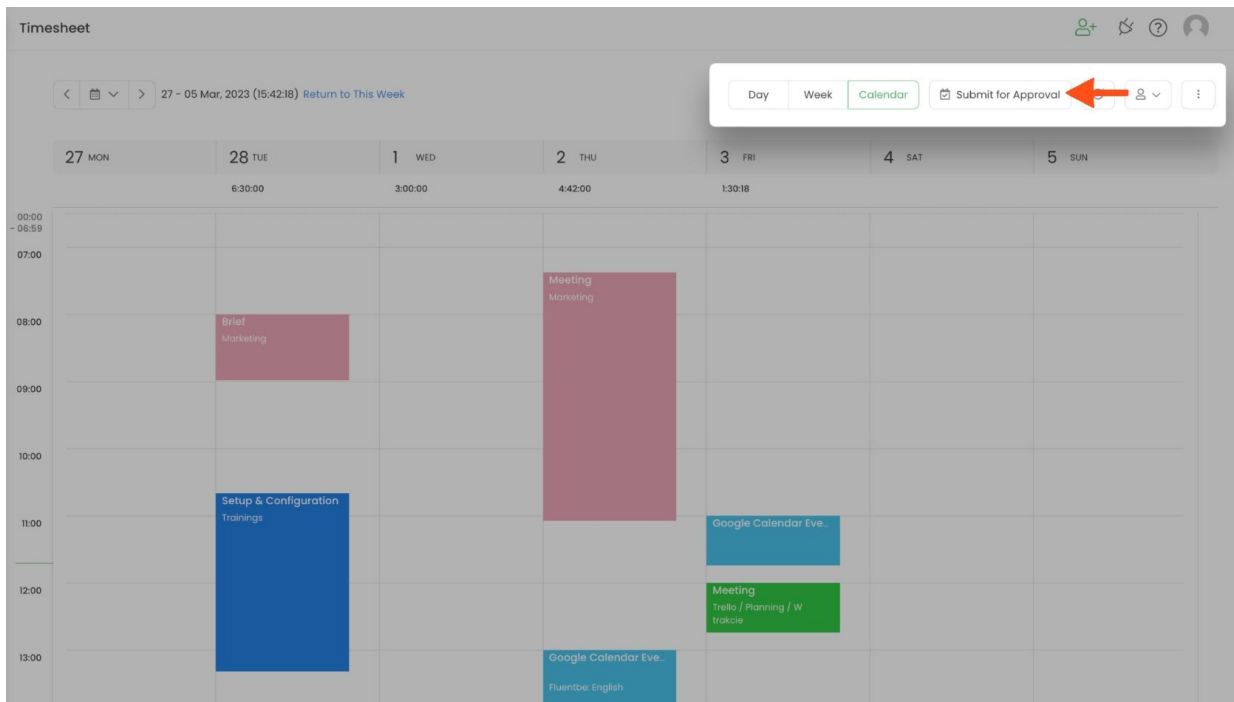 Timesheet
27 - 05 Mar, 2023 (15:42:18) Return to This Week
Day Week Calendar Submit for Approval
27 MON 28 TUE 1 WED 2 THU 3 FRI 4 SAT 5 SUN
6:30:00 3:00:00 4:42:00 1:30:18
00:00
- 06:59
07:00
Meeting
Marketing
08:00
Brief
Marketing
09:00
10:00
Setup & Configuration
Trainings
11:00
Google Calendar Eve...
12:00
Meeting
Trello / Planning / W
trakcie
13:00
Google Calendar Eve...
Fluentbe: English